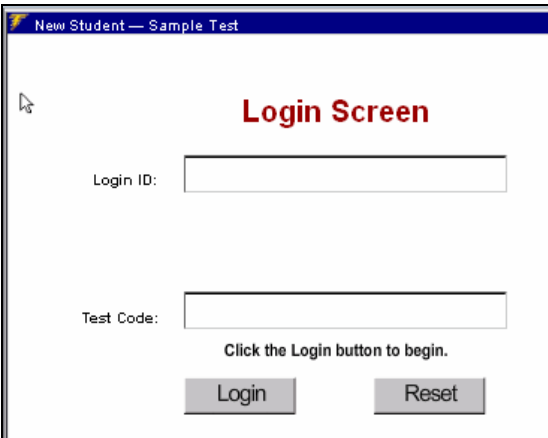 New Student — Sample Test
Login Screen
Login ID:
Test Code:
Click the Login button to begin.
Login Reset